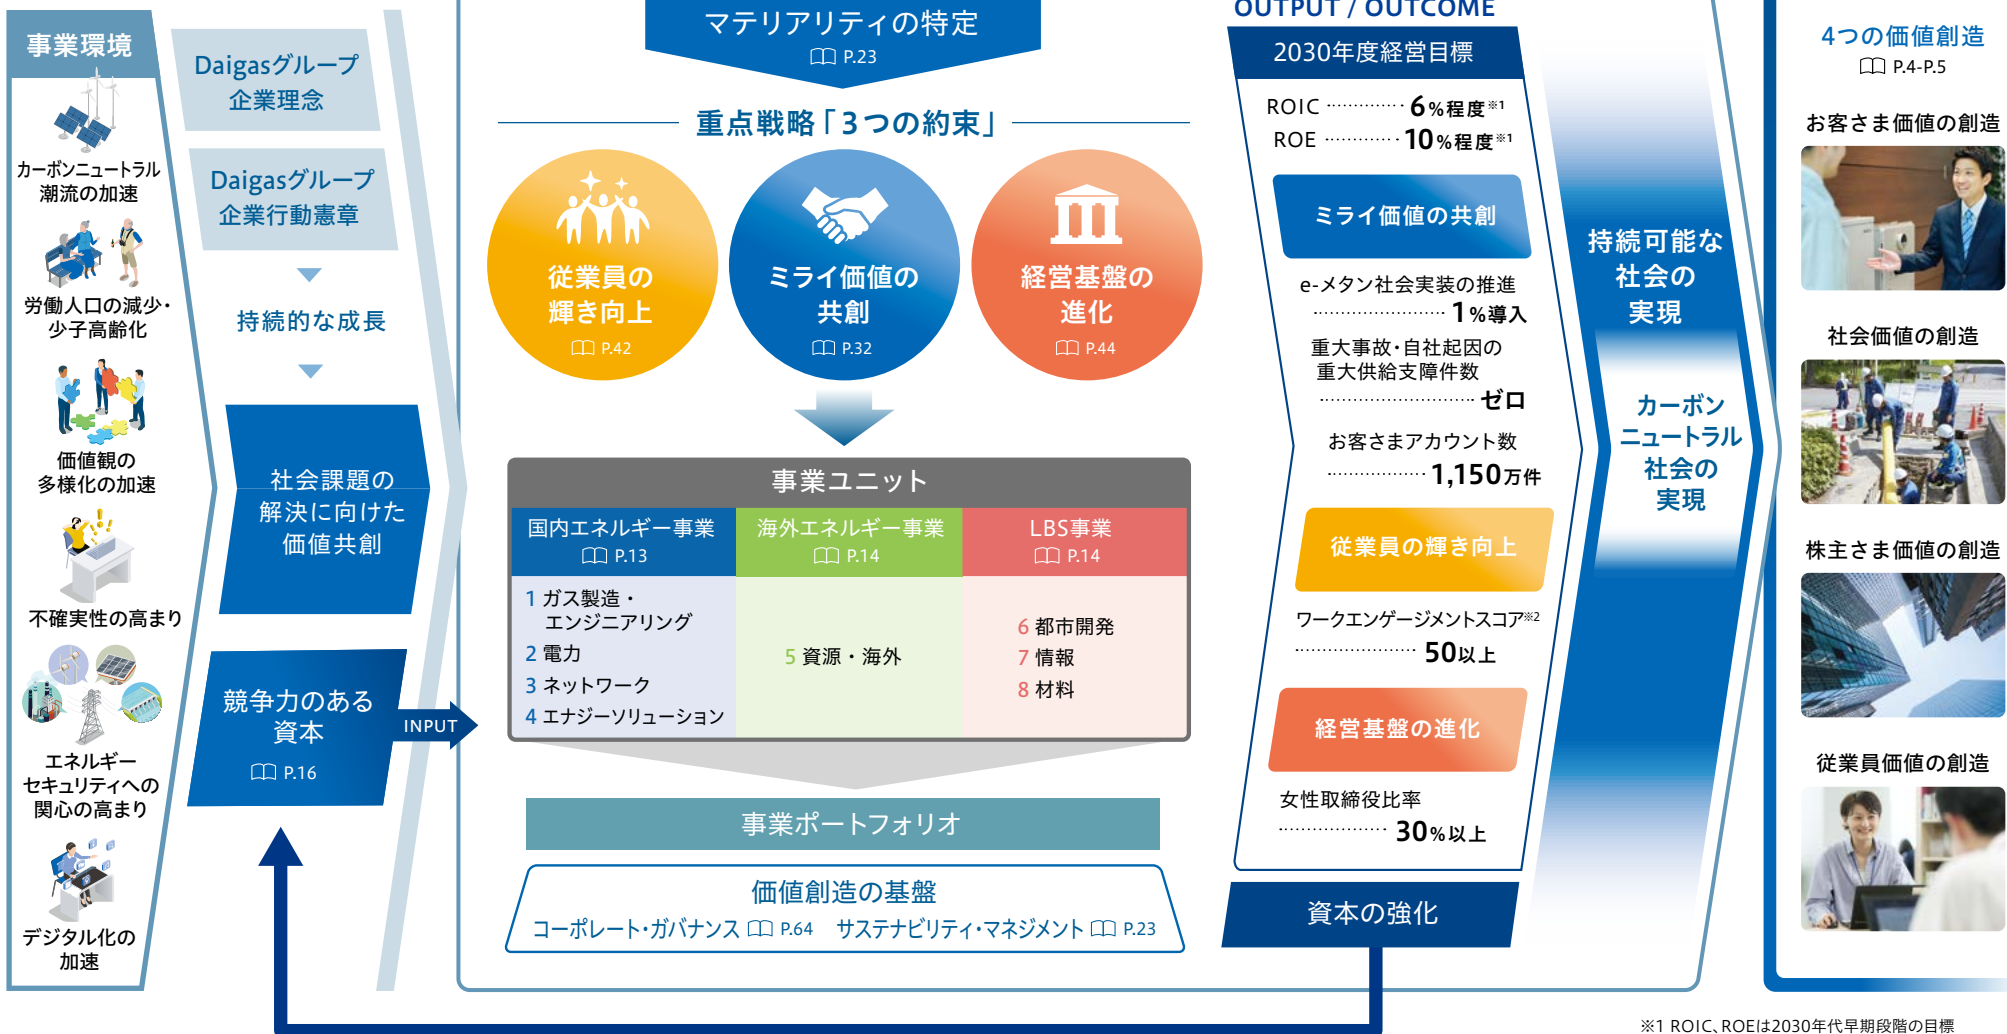 事業環境
カーボンニュートラル
潮流の加速
労働人口の減少・
少子高齢化
価値観の
多様化の加速
不確実性の高まり
エネルギー
セキュリティへの
関心の高まり
デジタル化の
加速
Daigasグループ
企業理念
Daigasグループ
企業行動憲章
持続的な成長
社会課題の
解決に向けた
価値共創
競争力のある
資本
P.16
INPUT
マテリアリティの特定
P.23
重点戦略「3つの約束」
従業員の
輝き向上
P.42
ミライ価値の
共創
P.32
経営基盤の
進化
P.44
事業ユニット
国内エネルギー事業
P.13
1 ガス製造・
エンジニアリング
2 電力
3 ネットワーク
4 エナジーソリューション
海外エネルギー事業
P.14
5 資源・海外
LBS事業
P.14
6 都市開発
7 情報
8 材料
事業ポートフォリオ
価値創造の基盤
コーポレート・ガバナンス P.64 サステナビリティ・マネジメント P.23
OUTPUT / OUTCOME
2030年度経営目標
ROIC ············· 6%程度※1
ROE ············ 10%程度※1
ミライ価値の共創
e-メタン社会実装の推進
······················ 1%導入
重大事故・自社起因の
重大供給支障件数
·························· ゼロ
お客さまアカウント数
················· 1,150万件
従業員の輝き向上
ワークエンゲージメントスコア※2
····················· 50以上
経営基盤の進化
女性取締役比率
··················· 30%以上
資本の強化
持続可能な
社会の
実現
カーボン
ニュートラル
社会の
実現
4つの価値創造
P.4-P.5
お客さま価値の創造
社会価値の創造
株主さま価値の創造
従業員価値の創造
※1 ROIC、ROEは2030年代早期段階の目標